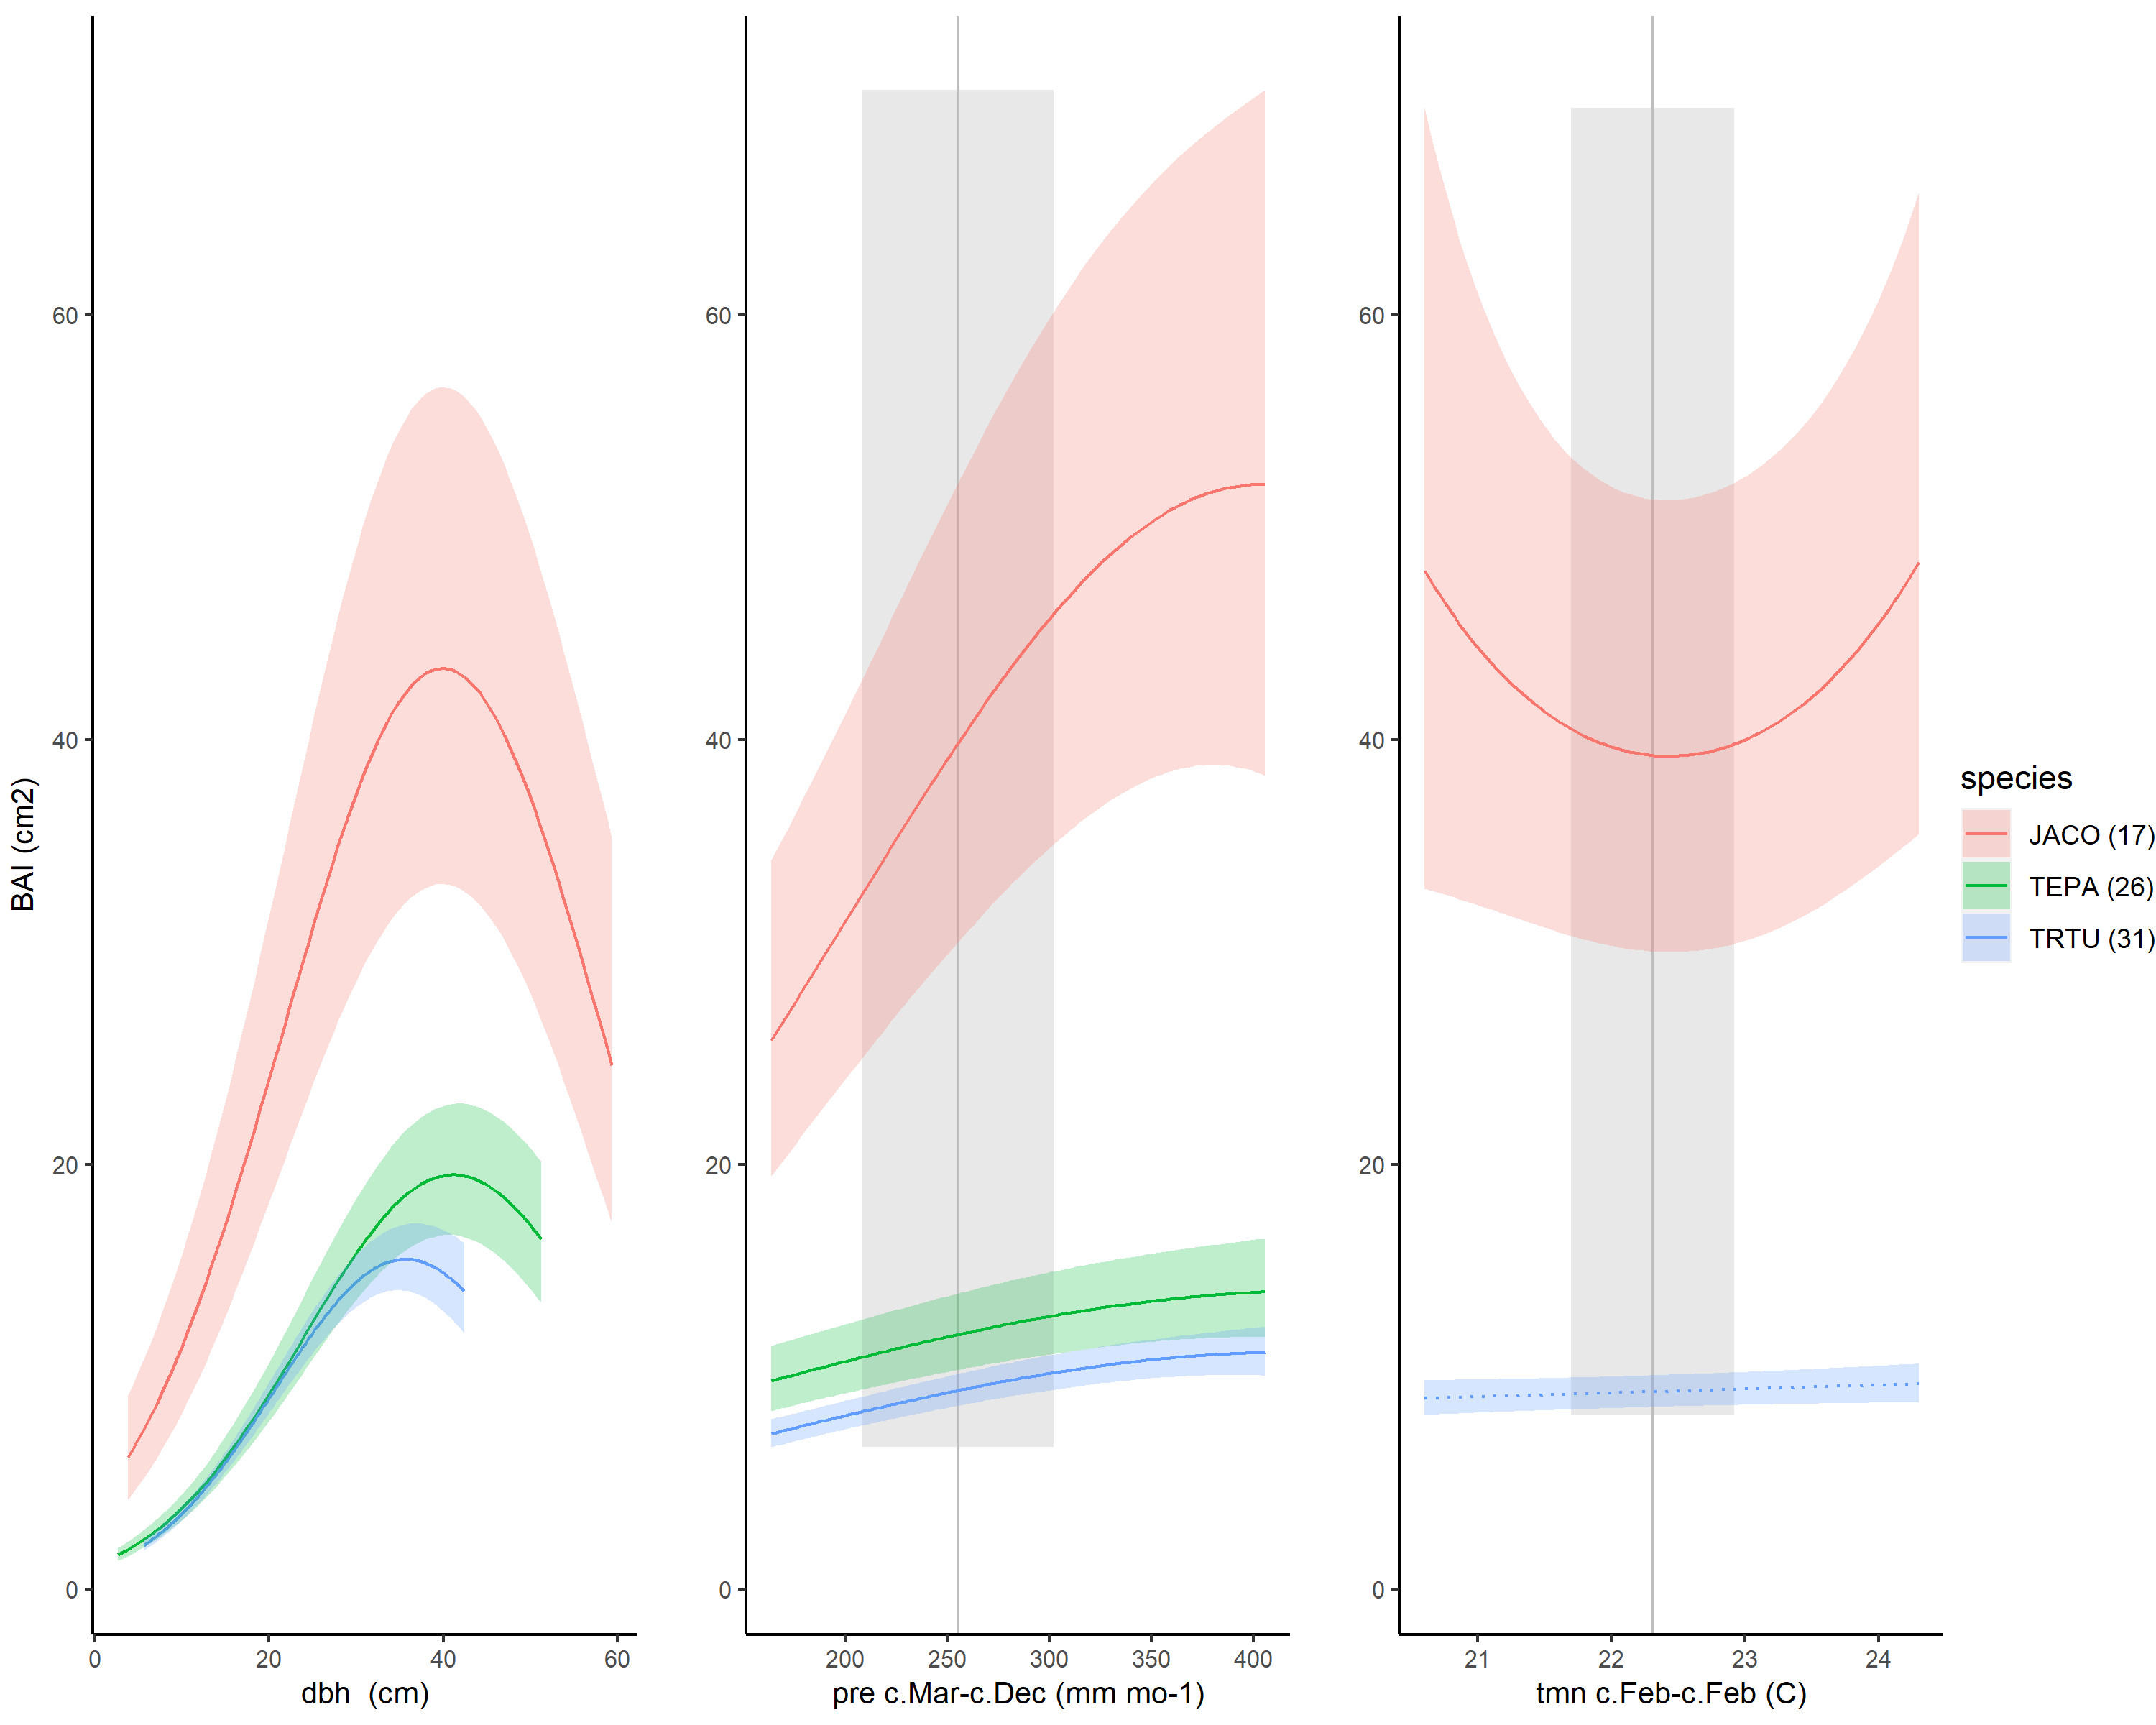 BAI (cm2)
60
40
20
0
0 20 40 60
dbh (cm)
60
40
20
0
200 250 300 350 400
pre c.Mar-c.Dec (mm mo-1)
60
40
20
0
21 22 23 24
tmn c.Feb-c.Feb (C)
species
JACO (17)
TEPA (26)
TRTU (31)